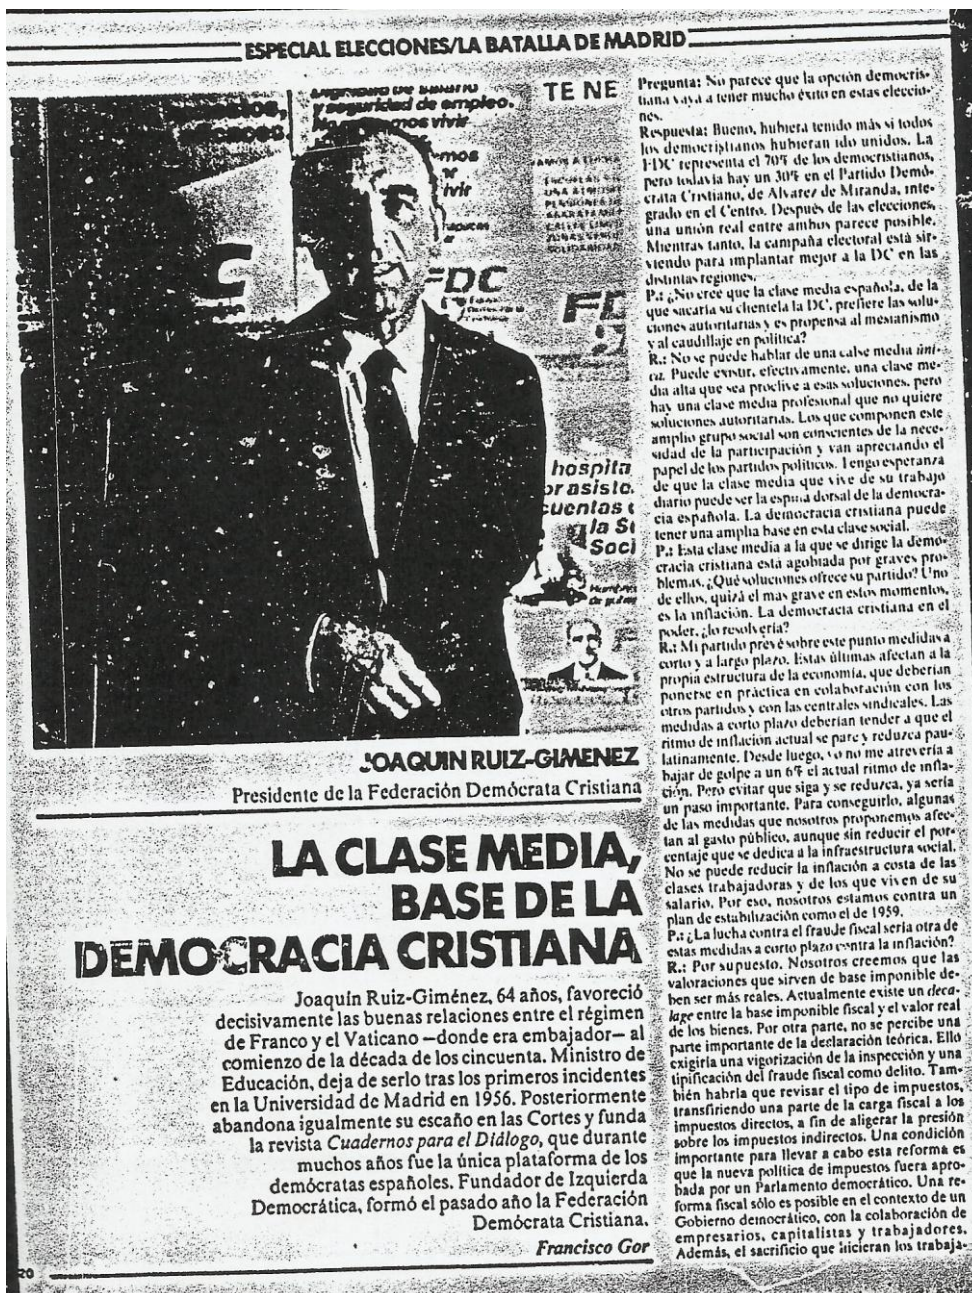 ESPECIAL ELECCIONES/LA BATALLA DE MADRID
y seguridad de empleo.
vivir
TE NE
FDC
hospita
or asiste
cuentas
la S
Soci
JOAQUIN RUIZ-GIMENEZ
Presidente de la Federación Demócrata Cristiana
LA CLASE MEDIA,
BASE DE LA
DEMOCRACIA CRISTIANA
Joaquín Ruiz-Giménez, 64 años, favoreció
decisivamente las buenas relaciones entre el régimen
de Franco y el Vaticano —donde era embajador— al
comienzo de la década de los cincuenta. Ministro de
Educación, deja de serlo tras los primeros incidentes
en la Universidad de Madrid en 1956. Posteriormente
abandona igualmente su escaño en las Cortes y funda
la revista Cuadernos para el Diálogo, que durante
muchos años fue la única plataforma de los
demócratas españoles. Fundador de Izquierda
Democrática, formó el pasado año la Federación
Demócrata Cristiana.
Francisco Gor
Pregunta: No parece que la opción democris-
tiana vaya a tener mucho éxito en estas eleccio-
nes.
Respuesta: Bueno, hubiera tenido más si todos
los democristianos hubieran ido unidos. La
FDC representa el 70% de los democristianos,
pero todavía hay un 30% en el Partido Demó-
crata Cristiano, de Alvarez de Miranda, inte-
grado en el Centro. Después de las elecciones,
una unión real entre ambos parece posible.
Mientras tanto, la campaña electoral está sir-
viendo para implantar mejor a la DC en las
distintas regiones.
P.: ¿No cree que la clase media española, de la
que sacaría su clientela la DC, prefiere las solu-
ciones autoritarias y es propensa al mesianismo
y al caudillaje en política?
R.: No se puede hablar de una calse media úni-
ca. Puede existir, efectivamente, una clase me-
dia alta que sea proclive a esas soluciones, pero
hay una clase media profesional que no quiere
soluciones autoritarias. Los que componen este
amplio grupo social son conscientes de la nece-
sidad de la participación y van apreciando el
papel de los partidos políticos. Tengo esperanza
de que la clase media que vive de su trabajo
diario puede ser la espina dorsal de la democra-
cia española. La democracia cristiana puede
tener una amplia base en esta clase social.
P.: Esta clase media a la que se dirige la demo-
cracia cristiana está agobiada por graves pro-
blemas. ¿Qué soluciones ofrece su partido? Uno
de ellos, quizá el mas grave en estos momentos,
es la inflación. La democracia cristiana en el
poder, ¿lo resolvería?
R.: Mi partido prevé sobre este punto medidas a
corto y a largo plazo. Estas últimas afectan a la
propia estructura de la economía, que deberían
ponerse en práctica en colaboración con los
otros partidos y con las centrales sindicales. Las
medidas a corto plazo deberían tender a que el
ritmo de inflación actual se pare y reduzca pau-
latinamente. Desde luego, yo no me atrevería a
bajar de golpe a un 6% el actual ritmo de infla-
ción. Pero evitar que siga y se reduzca, ya sería
un paso importante. Para conseguirlo, algunas
de las medidas que nosotros proponemos afec-
tan al gasto público, aunque sin reducir el por-
centaje que se dedica a la infraestructura social.
No se puede reducir la inflación a costa de las
clases trabajadoras y de los que viven de su
salario. Por eso, nosotros estamos contra un
plan de estabilización como el de 1959.
P.: ¿La lucha contra el fraude fiscal sería otra de
estas medidas a corto plazo contra la inflación?
R.: Por supuesto. Nosotros creemos que las
valoraciones que sirven de base imponible de-
ben ser más reales. Actualmente existe un deca-
lage entre la base imponible fiscal y el valor real
de los bienes. Por otra parte, no se percibe una
parte importante de la declaración teórica. Ello
exigiría una vigorización de la inspección y una
tipificación del fraude fiscal como delito. Tam-
bién habría que revisar el tipo de impuestos,
transfiriendo una parte de la carga fiscal a los
impuestos directos, a fin de aligerar la presión
sobre los impuestos indirectos. Una condición
importante para llevar a cabo esta reforma es
que la nueva política de impuestos fuera apro-
bada por un Parlamento democrático. Una re-
forma fiscal sólo es posible en el contexto de un
Gobierno democrático, con la colaboración de
empresarios, capitalistas y trabajadores.
Además, el sacrificio que hicieran los trabaja-
20